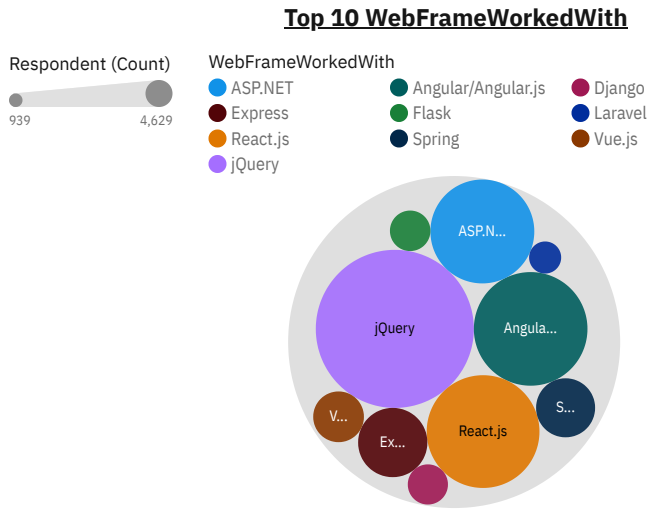 Top 10 WebFrameWorkedWith
Respondent (Count)
939 4,629
WebFrameWorkedWith
ASP.NET Angular/Angular.js Django
Express Flask Laravel
React.js Spring Vue.js
jQuery
ASP.N...
jQuery Angula...
S...
V...
React.js
Ex...